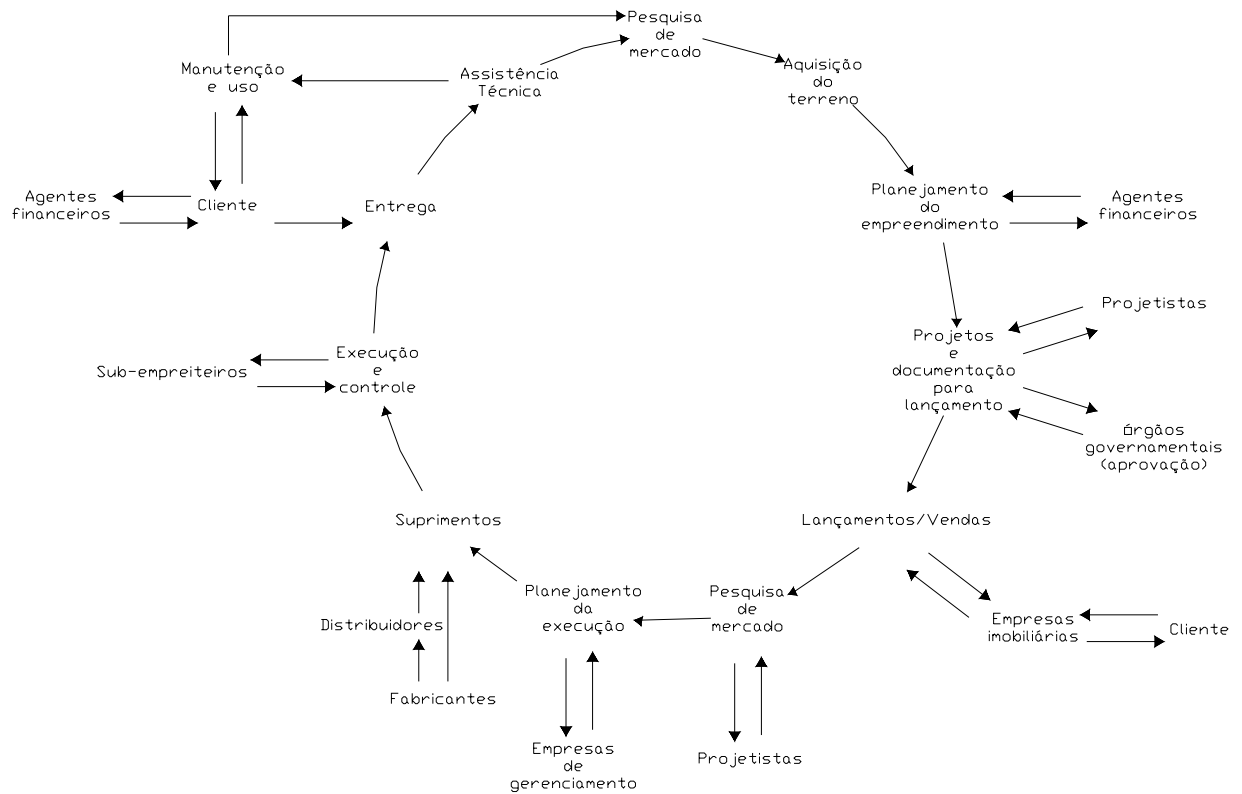 Pesquisa
de
mercado
Aquisição
do
terreno
Manutenção
e uso
Assistência
Técnica
Agentes
financeiros
Cliente
Entrega
Planejamento
do
empreendimento
Agentes
financeiros
Projetistas
Projetos
e
documentação
para
lançamento
órgãos
governamentais
(aprovação)
Execução
e
controle
Sub-empreiteiros
Suprimentos
Lançamentos/Vendas
Planejamento
da
execução
Pesquisa
de
mercado
Empresas
imobiliárias
Cliente
Distribuidores
Fabricantes
Empresas
de
gerenciamento
Projetistas